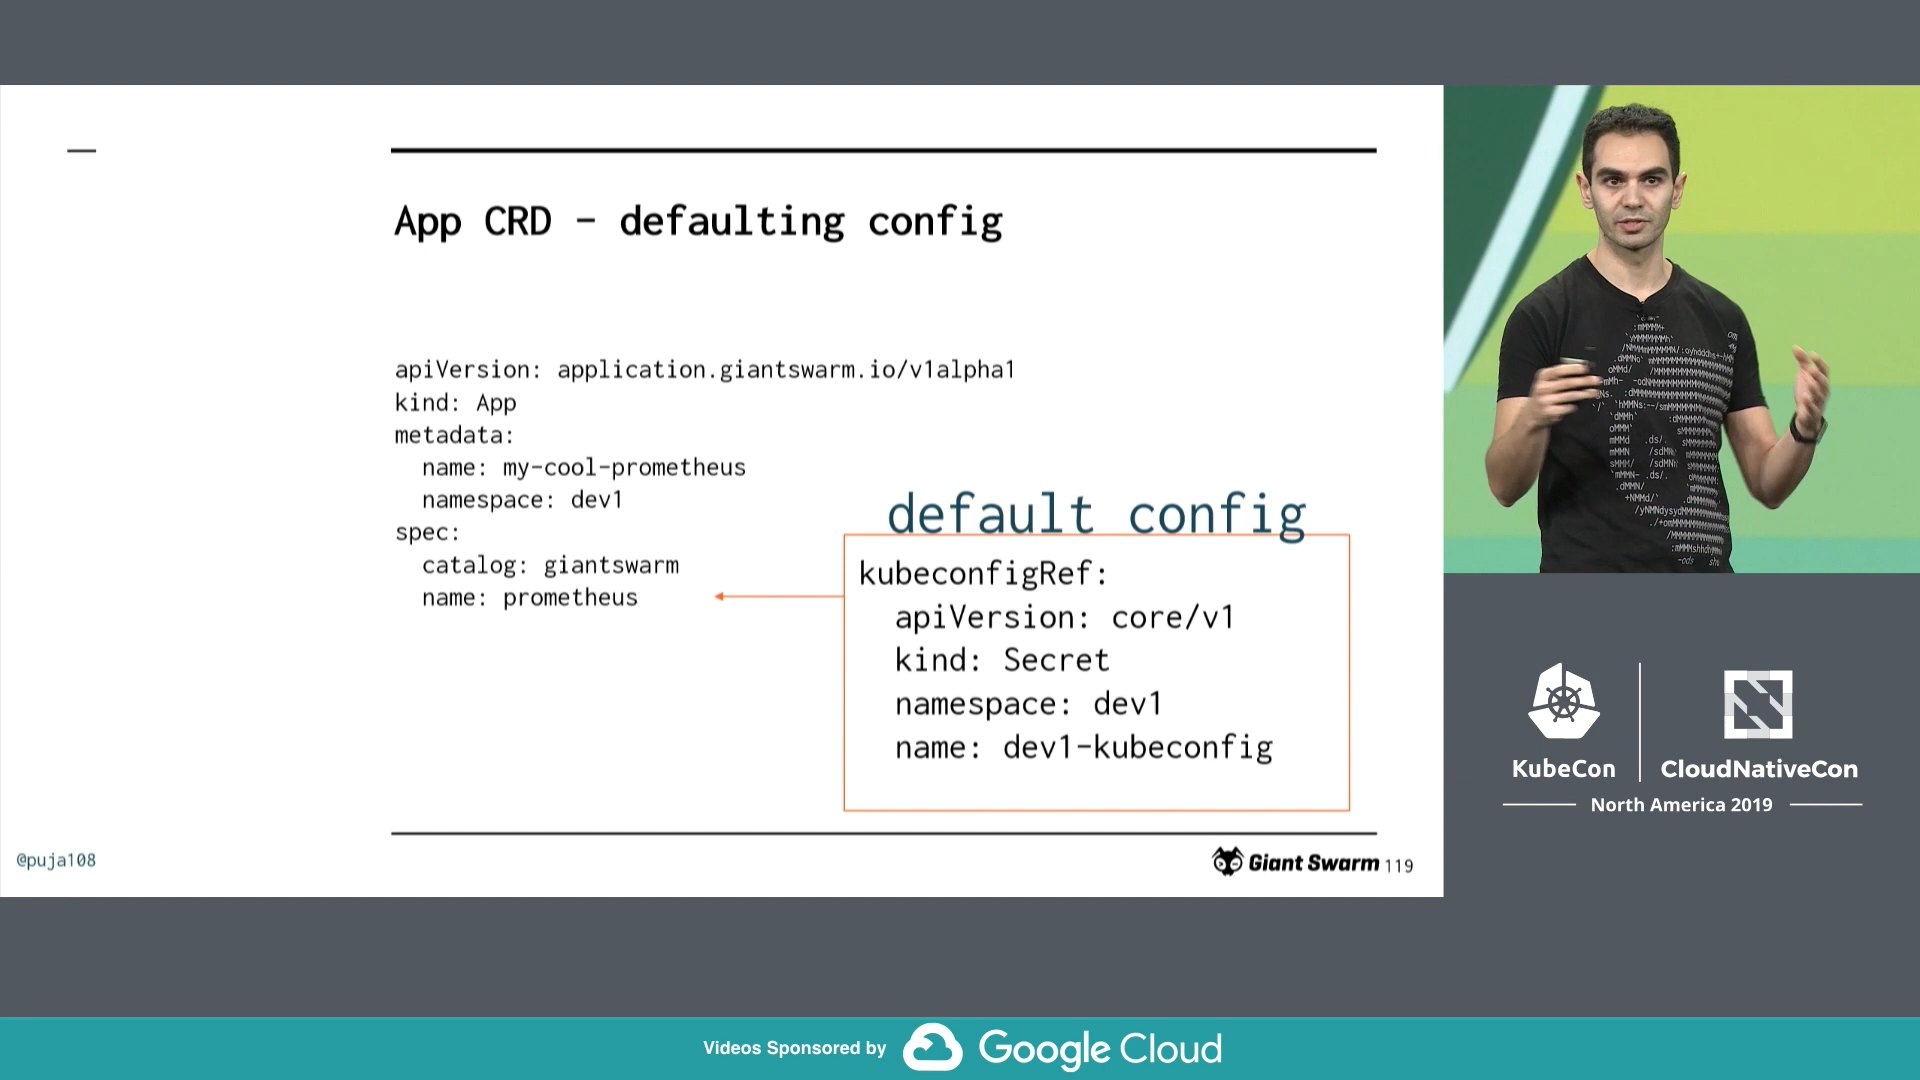 App CRD – defaulting config
apiVersion: application.giantswarm.io/v1alpha1
kind: App
metadata:
  name: my-cool-prometheus
  namespace: dev1
spec:
  catalog: giantswarm
  name: prometheus
default config
kubeconfigRef:
  apiVersion: core/v1
  kind: Secret
  namespace: dev1
  name: dev1-kubeconfig
@puja108
Giant Swarm 119
KubeCon
CloudNativeCon
North America 2019
Videos Sponsored by Google Cloud